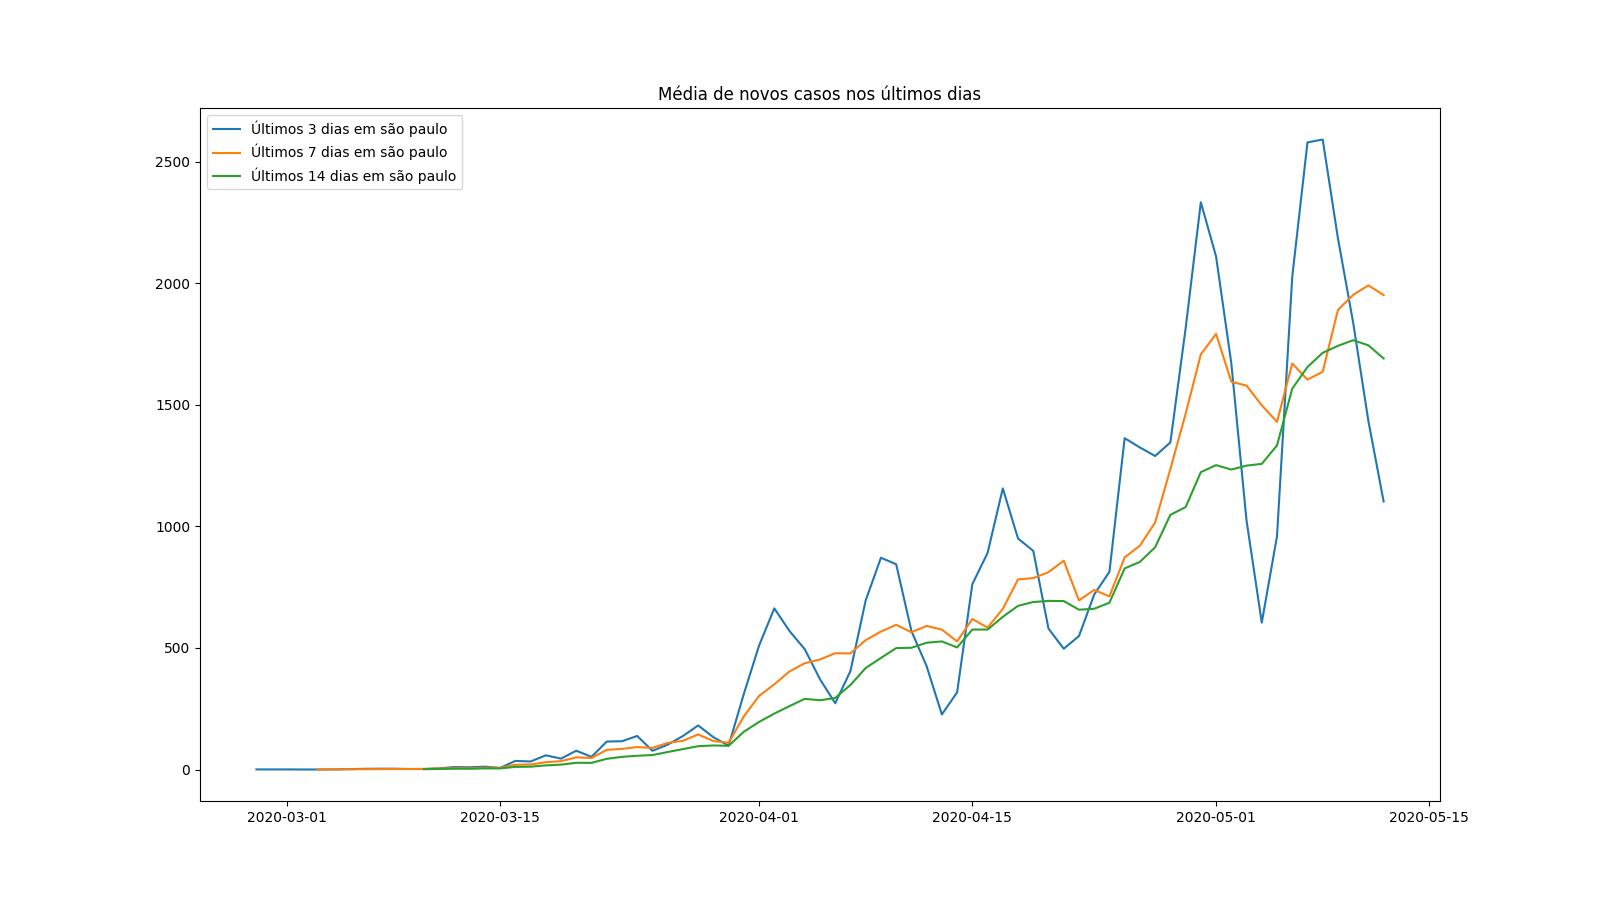 Média de novos casos nos últimos dias
Últimos 3 dias em são paulo
Últimos 7 dias em são paulo
Últimos 14 dias em são paulo
2500
2000
1500
1000
500
0
2020-03-01 2020-03-15 2020-04-01 2020-04-15 2020-05-01 2020-05-15